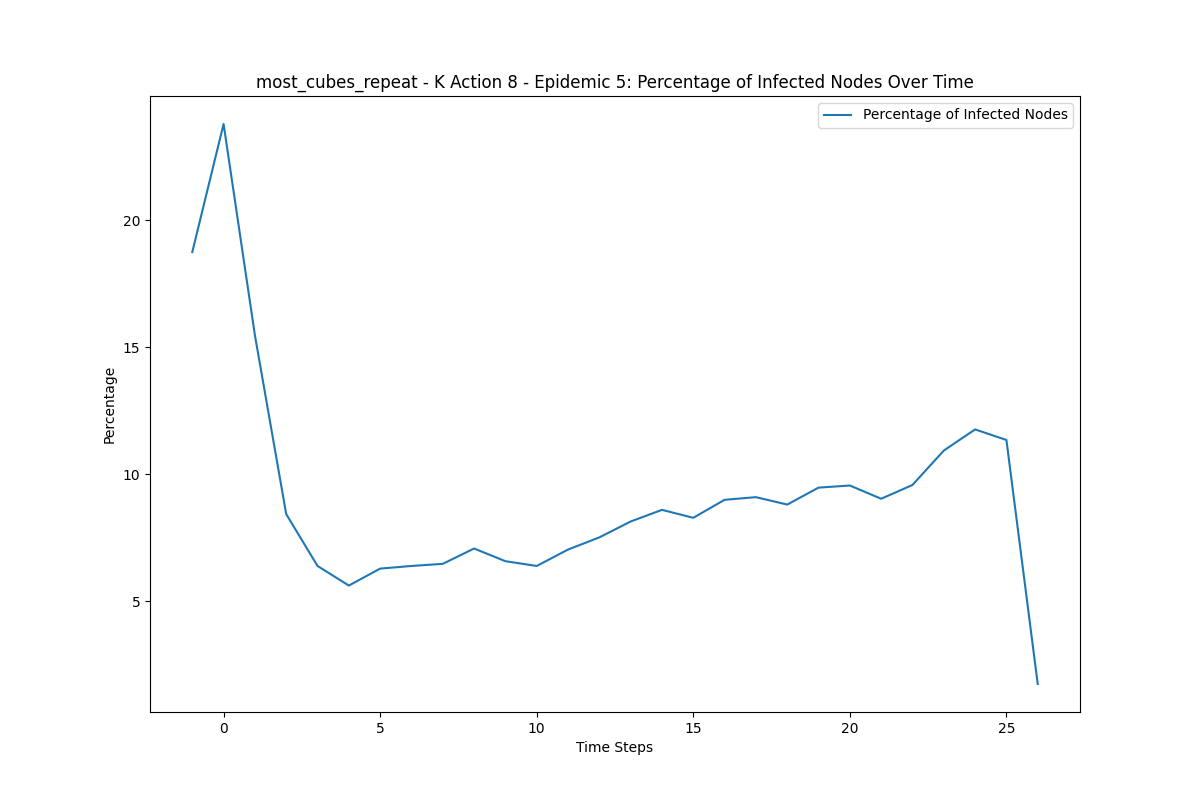 most_cubes_repeat - K Action 8 - Epidemic 5: Percentage of Infected Nodes Over Time
Percentage of Infected Nodes
Percentage
20
15
10
5
0 5 10 15 20 25
Time Steps